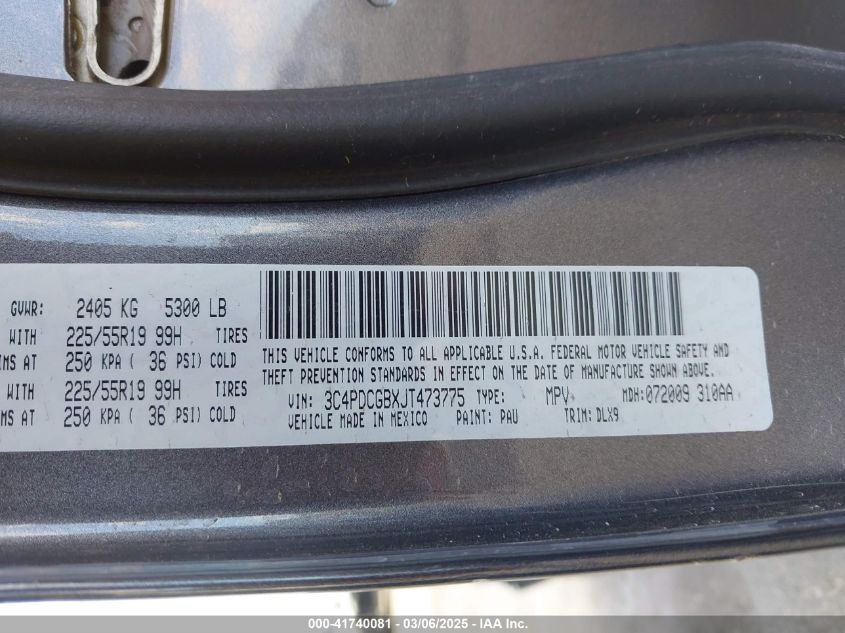 GVWR: 2405 KG 5300 LB
WITH 225/55R19 99H TIRES
MS AT 250 KPA ( 36 PSI) COLD
WITH 225/55R19 99H TIRES
MS AT 250 KPA ( 36 PSI) COLD
THIS VEHICLE CONFORMS TO ALL APPLICABLE U.S.A. FEDERAL MOTOR VEHICLE SAFETY AND
THEFT PREVENTION STANDARDS IN EFFECT ON THE DATE OF MANUFACTURE SHOWN ABOVE.
VIN: 3C4PDCGBXJT473775 TYPE: MPV MDH: 072009 310AA
VEHICLE MADE IN MEXICO PAINT: PAU TRIM: DLX9
000-41740081 - 03/06/2025 - IAA Inc.